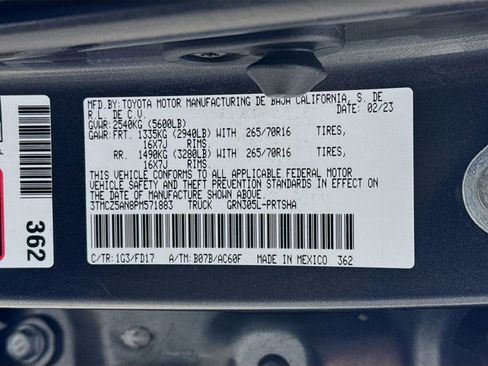 MFD.BY:TOYOTA MOTOR MANUFACTURING DE BAJA CALIFORNIA, S. DE
R.L. DE C.V. DATE: 02/23
GVWR:2540KG (5600LB)
GAWR:FRT. 1335KG (2940LB) WITH 265/70R16 TIRES,
16X7J RIMS
RR. 1490KG (3280LB) WITH 265/70R16 TIRES,
16X7J RIMS.
THIS VEHICLE CONFORMS TO ALL APPLICABLE FEDERAL MOTOR
VEHICLE SAFETY AND THEFT PREVENTION STANDARDS IN EFFECT
ON THE DATE OF MANUFACTURE SHOWN ABOVE.
3TMCZ5AN8PM571883 TRUCK GRN305L-PRTSHA
C/TR:1G3/FD17 A/TM:B07B/AC60F MADE IN MEXICO 362
362